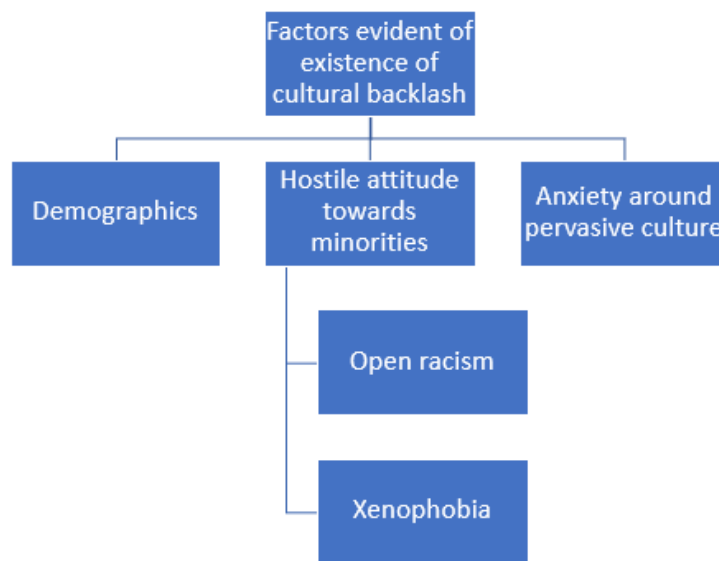 Factors evident of
existence of
cultural backlash
Demographics
Hostile attitude
towards
minorities
Anxiety around
pervasive culture
Open racism
Xenophobia